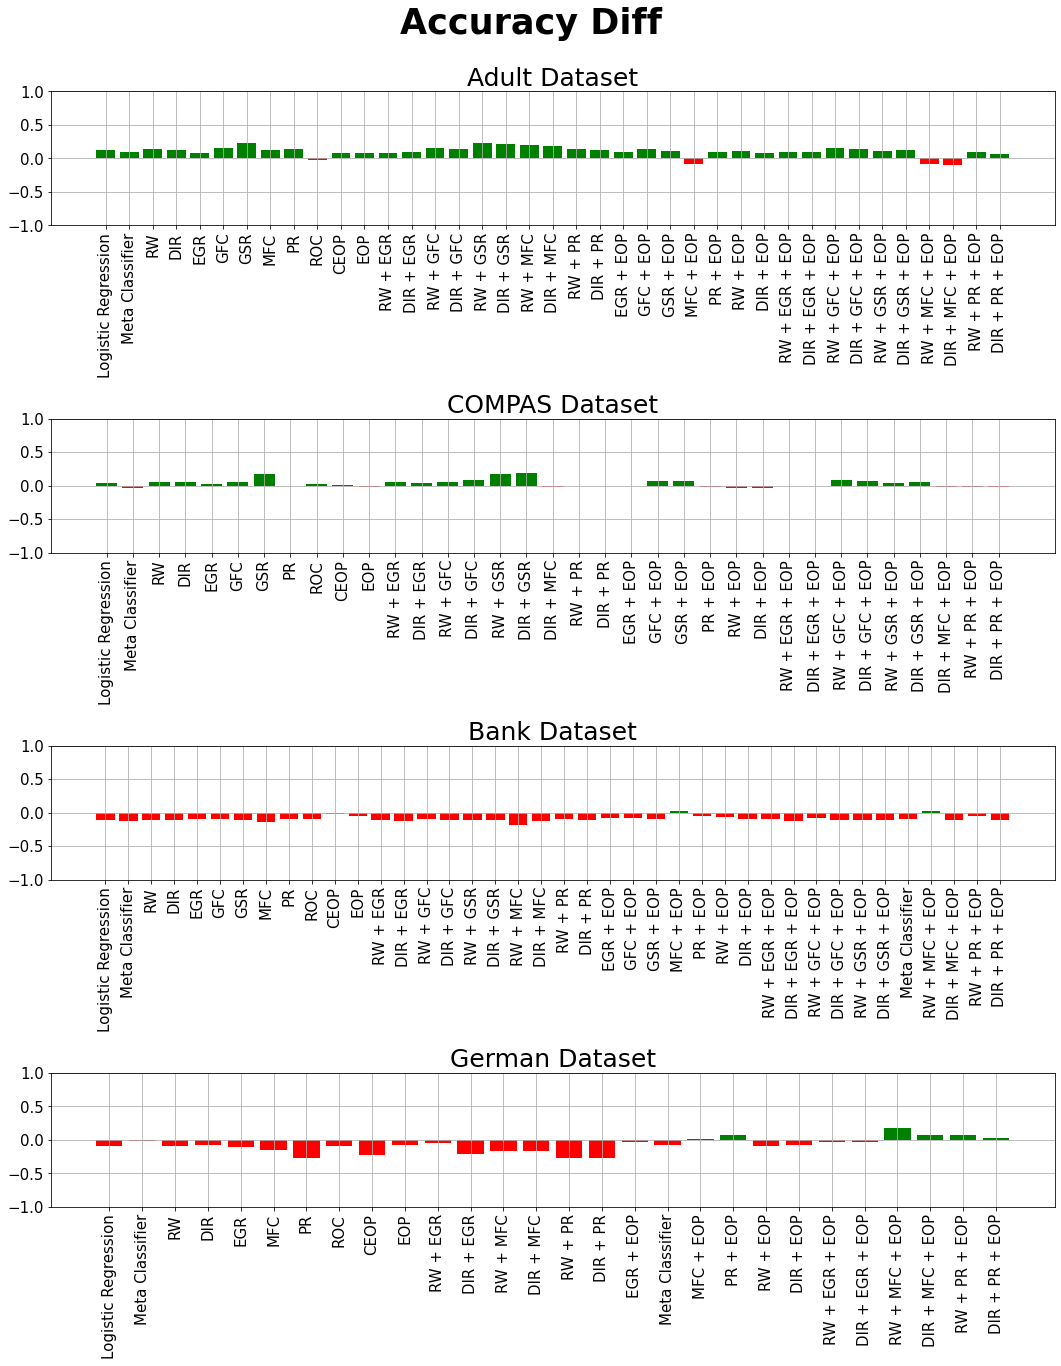 Accuracy Diff
Adult Dataset
1.0
0.5
0.0
−0.5
−1.0
Logistic Regression
Meta Classifier
RW
DIR
EGR
GFC
GSR
MFC
PR
ROC
CEOP
EOP
RW + EGR
DIR + EGR
RW + GFC
DIR + GFC
RW + GSR
DIR + GSR
RW + MFC
DIR + MFC
RW + PR
DIR + PR
EGR + EOP
GFC + EOP
GSR + EOP
MFC + EOP
PR + EOP
RW + EOP
DIR + EOP
RW + EGR + EOP
DIR + EGR + EOP
RW + GFC + EOP
DIR + GFC + EOP
RW + GSR + EOP
DIR + GSR + EOP
RW + MFC + EOP
DIR + MFC + EOP
RW + PR + EOP
DIR + PR + EOP
COMPAS Dataset
1.0
0.5
0.0
−0.5
−1.0
Logistic Regression
Meta Classifier
RW
DIR
EGR
GFC
GSR
PR
ROC
CEOP
EOP
RW + EGR
DIR + EGR
RW + GFC
DIR + GFC
RW + GSR
DIR + GSR
DIR + MFC
RW + PR
DIR + PR
EGR + EOP
GFC + EOP
GSR + EOP
PR + EOP
RW + EOP
DIR + EOP
RW + EGR + EOP
DIR + EGR + EOP
RW + GFC + EOP
DIR + GFC + EOP
RW + GSR + EOP
DIR + GSR + EOP
DIR + MFC + EOP
RW + PR + EOP
DIR + PR + EOP
Bank Dataset
1.0
0.5
0.0
−0.5
−1.0
Logistic Regression
Meta Classifier
RW
DIR
EGR
GFC
GSR
MFC
PR
ROC
CEOP
EOP
RW + EGR
DIR + EGR
RW + GFC
DIR + GFC
RW + GSR
DIR + GSR
RW + MFC
DIR + MFC
RW + PR
DIR + PR
EGR + EOP
GFC + EOP
GSR + EOP
MFC + EOP
PR + EOP
RW + EOP
DIR + EOP
RW + EGR + EOP
DIR + EGR + EOP
RW + GFC + EOP
DIR + GFC + EOP
RW + GSR + EOP
DIR + GSR + EOP
Meta Classifier
RW + MFC + EOP
DIR + MFC + EOP
RW + PR + EOP
DIR + PR + EOP
German Dataset
1.0
0.5
0.0
−0.5
−1.0
Logistic Regression
Meta Classifier
RW
DIR
EGR
MFC
PR
ROC
CEOP
EOP
RW + EGR
DIR + EGR
RW + MFC
DIR + MFC
RW + PR
DIR + PR
EGR + EOP
Meta Classifier
MFC + EOP
PR + EOP
RW + EOP
DIR + EOP
RW + EGR + EOP
DIR + EGR + EOP
RW + MFC + EOP
DIR + MFC + EOP
RW + PR + EOP
DIR + PR + EOP